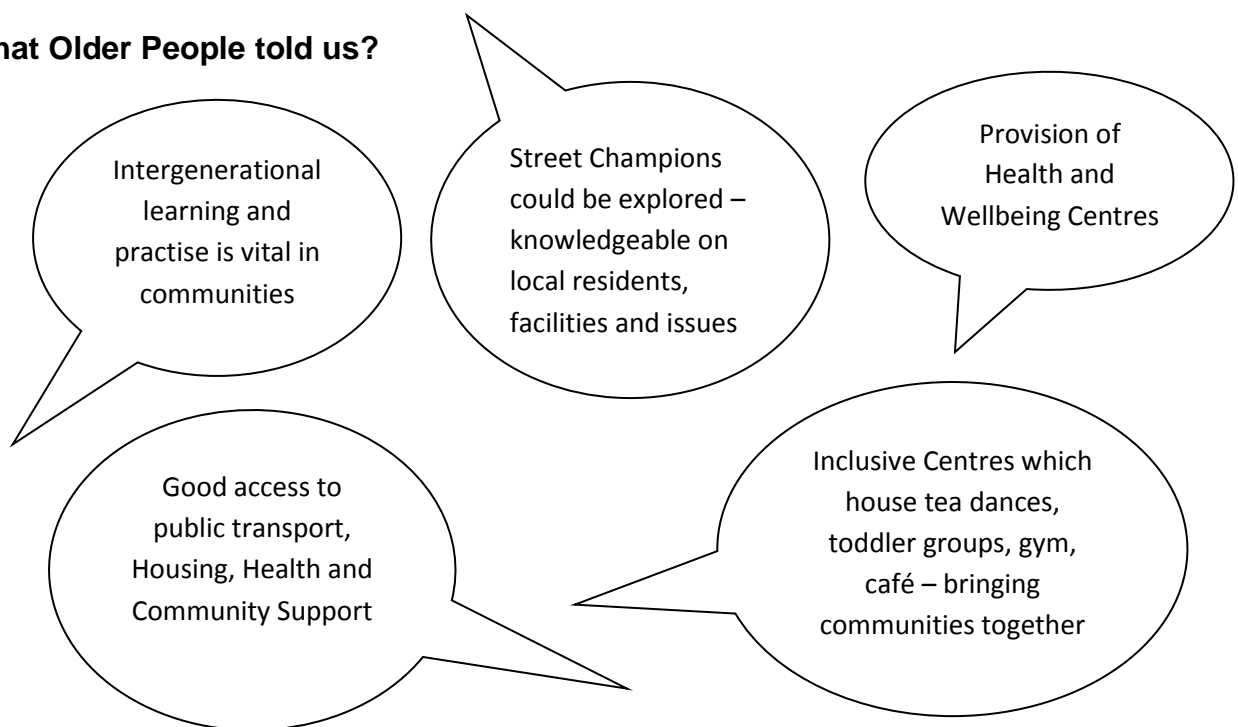 hat Older People told us?
Intergenerational
learning and
practise is vital in
communities
Street Champions
could be explored –
knowledgeable on
local residents,
facilities and issues
Provision of
Health and
Wellbeing Centres
Good access to
public transport,
Housing, Health and
Community Support
Inclusive Centres which
house tea dances,
toddler groups, gym,
café – bringing
communities together